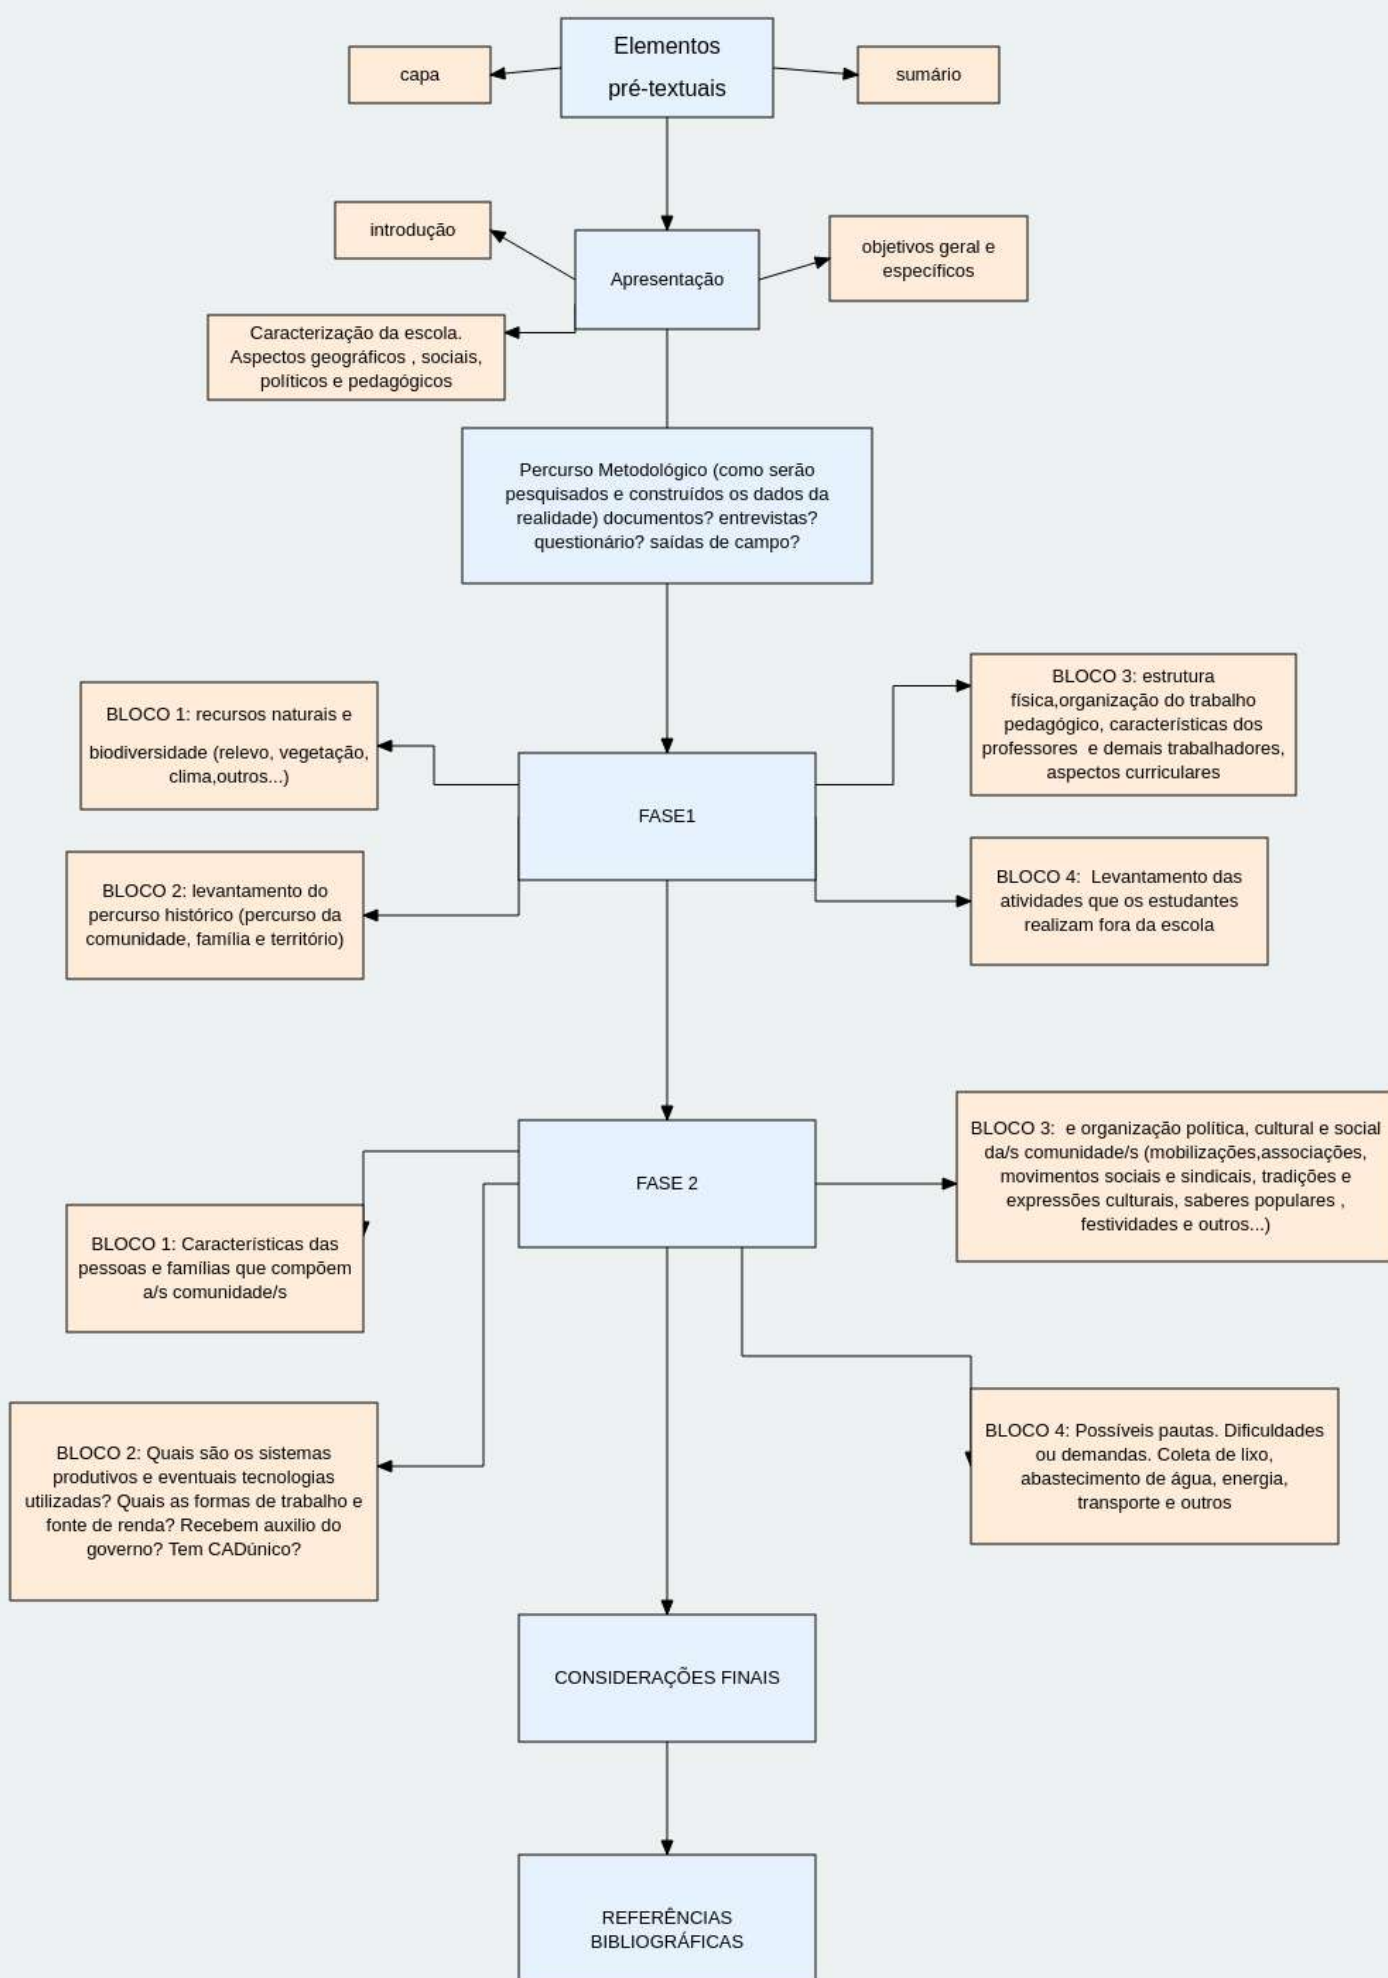 Elementos
pré-textuais
capa
sumário
introdução
Apresentação
objetivos geral e
específicos
Caracterização da escola.
Aspectos geográficos , sociais,
políticos e pedagógicos
Percurso Metodológico (como serão
pesquisados e construídos os dados da
realidade) documentos? entrevistas?
questionário? saídas de campo?
BLOCO 1: recursos naturais e
biodiversidade (relevo, vegetação,
clima,outros...)
BLOCO 3: estrutura
física,organização do trabalho
pedagógico, características dos
professores  e demais trabalhadores,
aspectos curriculares
FASE1
BLOCO 2: levantamento do
percurso histórico (percurso da
comunidade, família e território)
BLOCO 4:  Levantamento das
atividades que os estudantes
realizam fora da escola
FASE 2
BLOCO 3:  e organização política, cultural e social
da/s comunidade/s (mobilizações,associações,
movimentos sociais e sindicais, tradições e
expressões culturais, saberes populares ,
festividades e outros...)
BLOCO 1: Características das
pessoas e famílias que compõem
a/s comunidade/s
BLOCO 2: Quais são os sistemas
produtivos e eventuais tecnologias
utilizadas? Quais as formas de trabalho e
fonte de renda? Recebem auxilio do
governo? Tem CADúnico?
BLOCO 4: Possíveis pautas. Dificuldades
ou demandas. Coleta de lixo,
abastecimento de água, energia,
transporte e outros
CONSIDERAÇÕES FINAIS
REFERÊNCIAS
BIBLIOGRÁFICAS